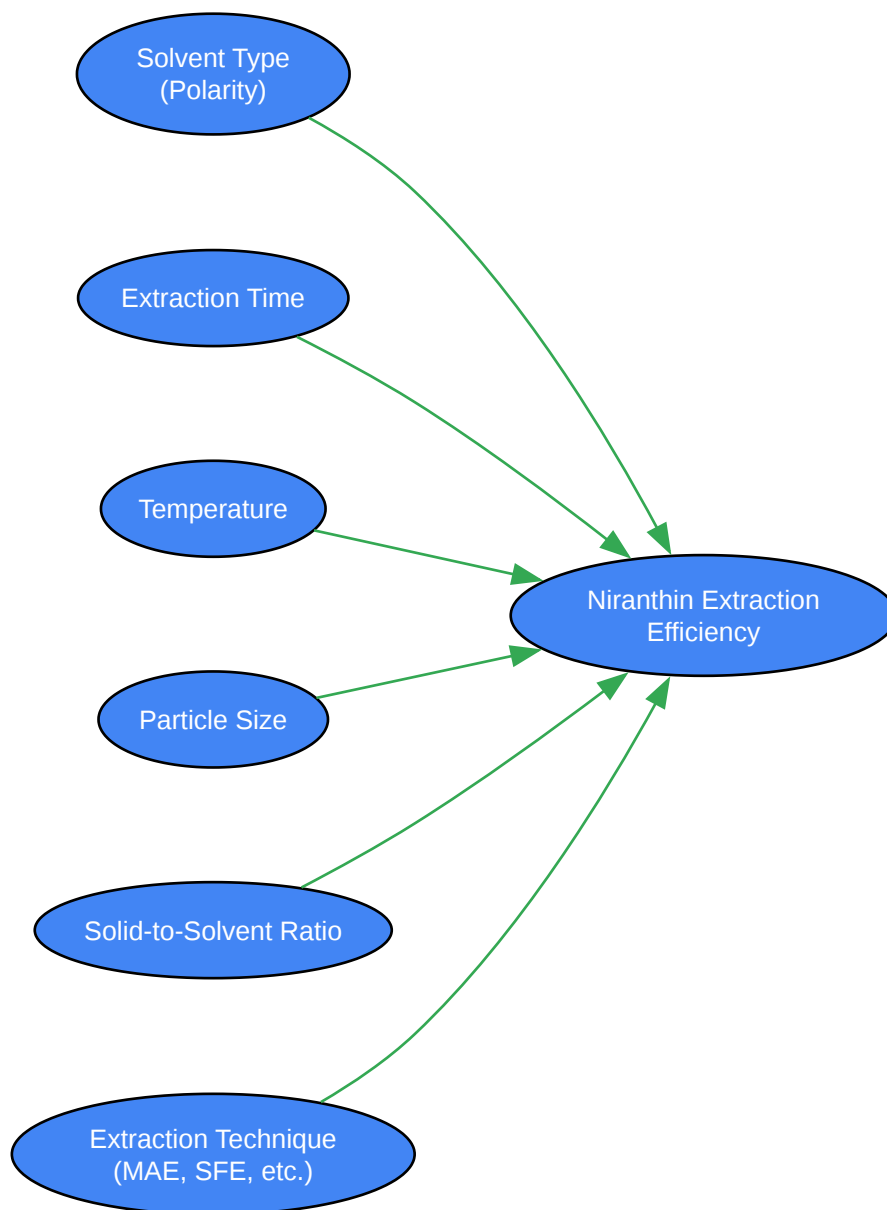 Solvent Type
(Polarity)
Extraction Time
Temperature
Niranthin Extraction
Efficiency
Particle Size
Solid-to-Solvent Ratio
Extraction Technique
(MAE, SFE, etc.)